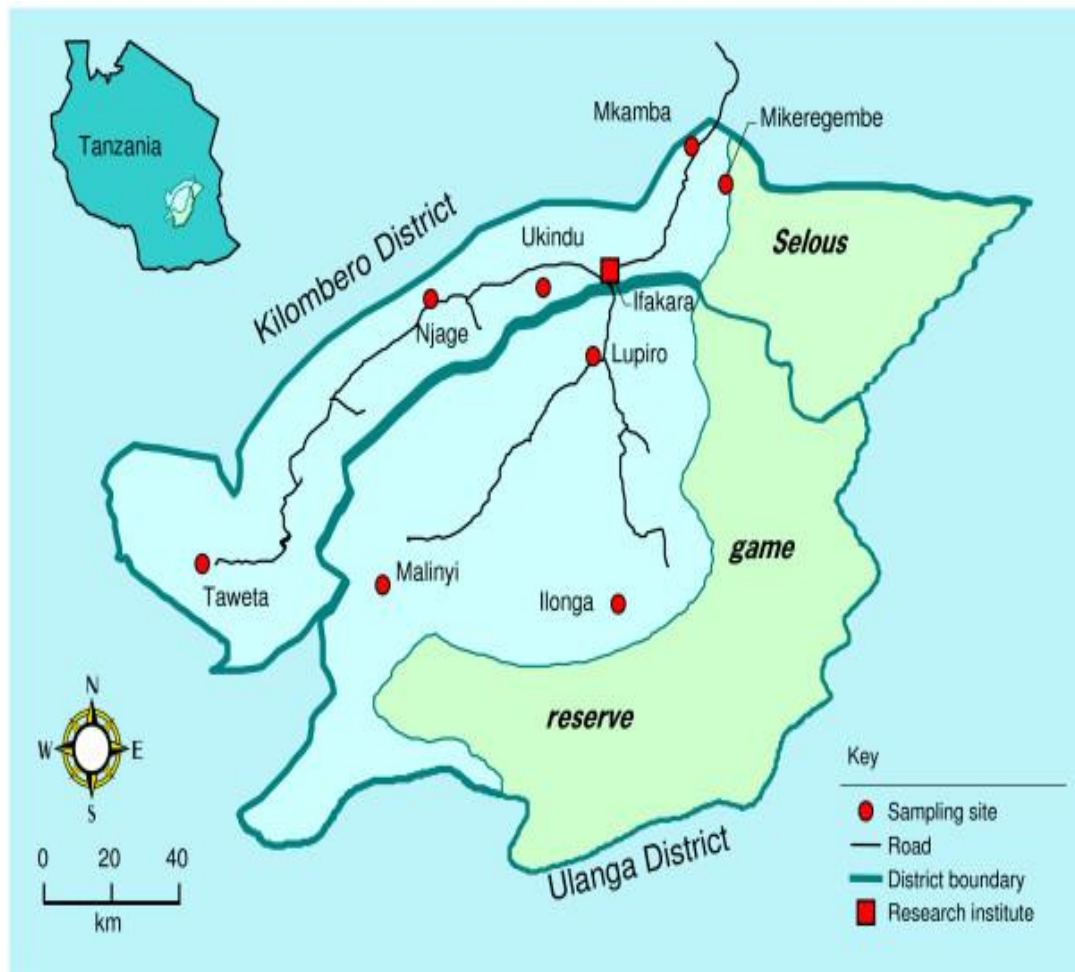 Tanzania
Mkamba
Mikeregembe
Kilombero District
Ukindu
Selous
Ifakara
Njage
Lupiro
game
Taweta
Malinyi
Ilonga
reserve
N
W E
S
0 20 40
km
Ulanga District
Key
Sampling site
Road
District boundary
Research institute